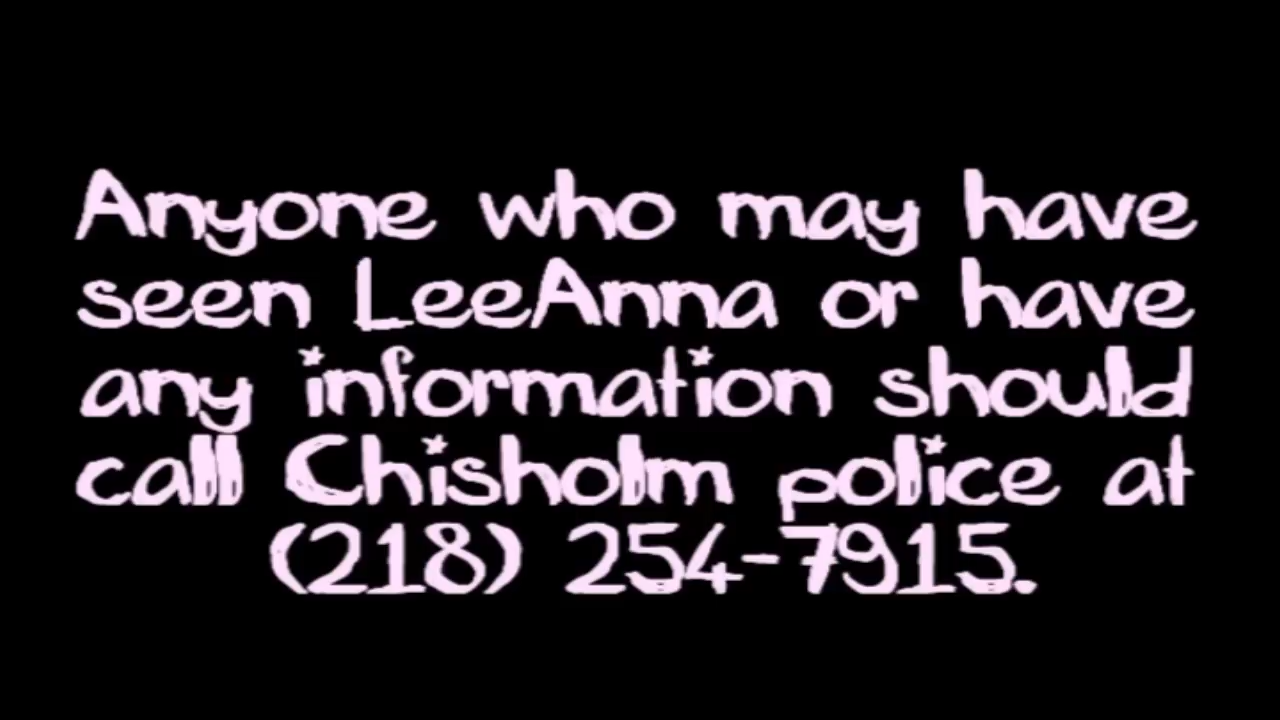 Anyone who may have
seen LeeAnna or have
any information should
call Chisholm police at
(218) 254-7915.